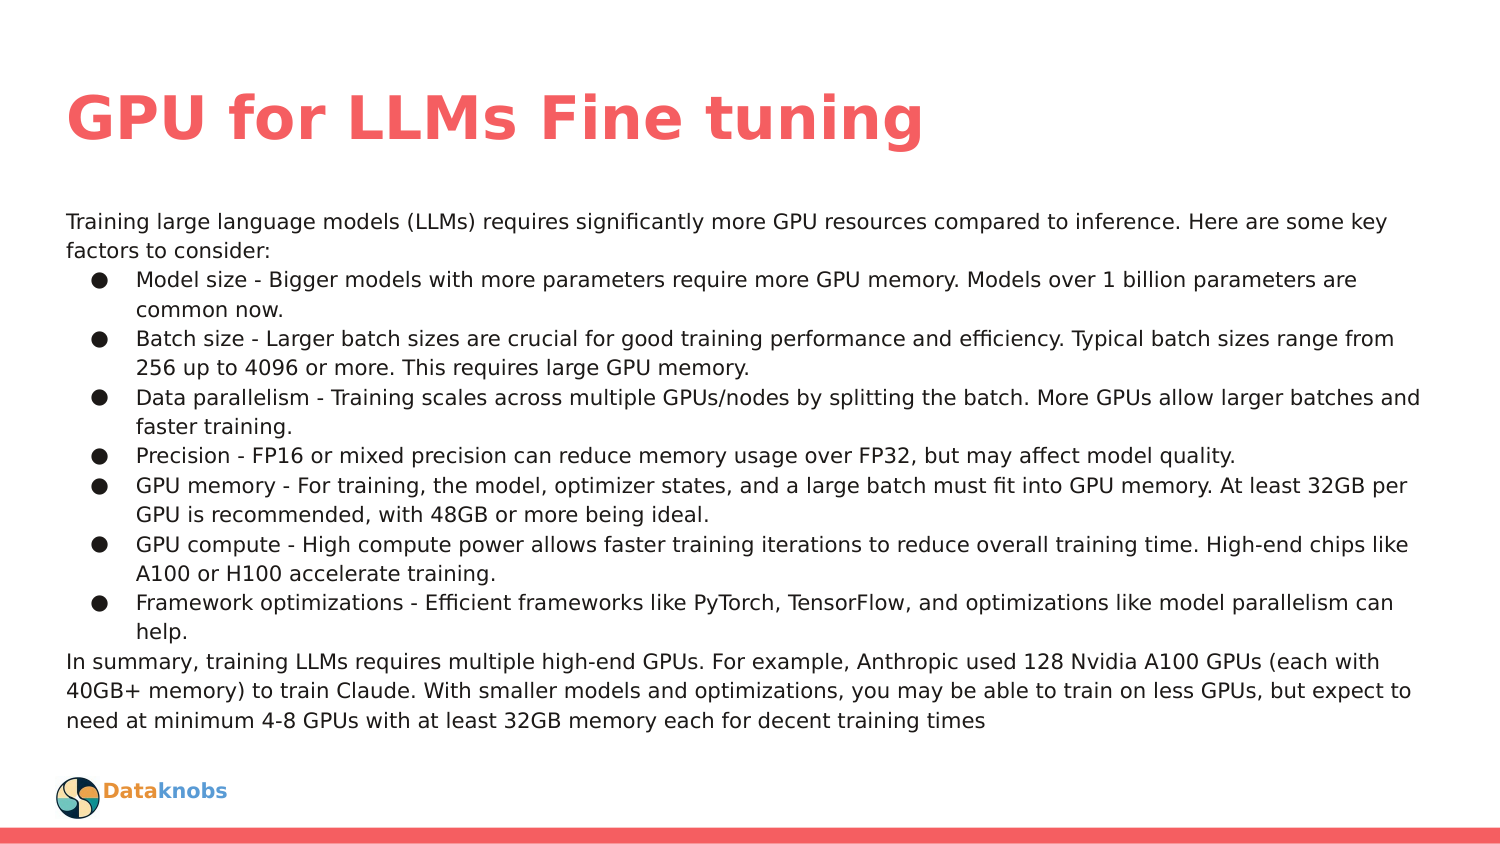 GPU for LLMs Fine tuning
Training large language models (LLMs) requires significantly more GPU resources compared to inference. Here are some key
factors to consider:
● Model size - Bigger models with more parameters require more GPU memory. Models over 1 billion parameters are
common now.
● Batch size - Larger batch sizes are crucial for good training performance and efficiency. Typical batch sizes range from
256 up to 4096 or more. This requires large GPU memory.
● Data parallelism - Training scales across multiple GPUs/nodes by splitting the batch. More GPUs allow larger batches and
faster training.
● Precision - FP16 or mixed precision can reduce memory usage over FP32, but may affect model quality.
● GPU memory - For training, the model, optimizer states, and a large batch must fit into GPU memory. At least 32GB per
GPU is recommended, with 48GB or more being ideal.
● GPU compute - High compute power allows faster training iterations to reduce overall training time. High-end chips like
A100 or H100 accelerate training.
● Framework optimizations - Efficient frameworks like PyTorch, TensorFlow, and optimizations like model parallelism can
help.
In summary, training LLMs requires multiple high-end GPUs. For example, Anthropic used 128 Nvidia A100 GPUs (each with
40GB+ memory) to train Claude. With smaller models and optimizations, you may be able to train on less GPUs, but expect to
need at minimum 4-8 GPUs with at least 32GB memory each for decent training times
Dataknobs